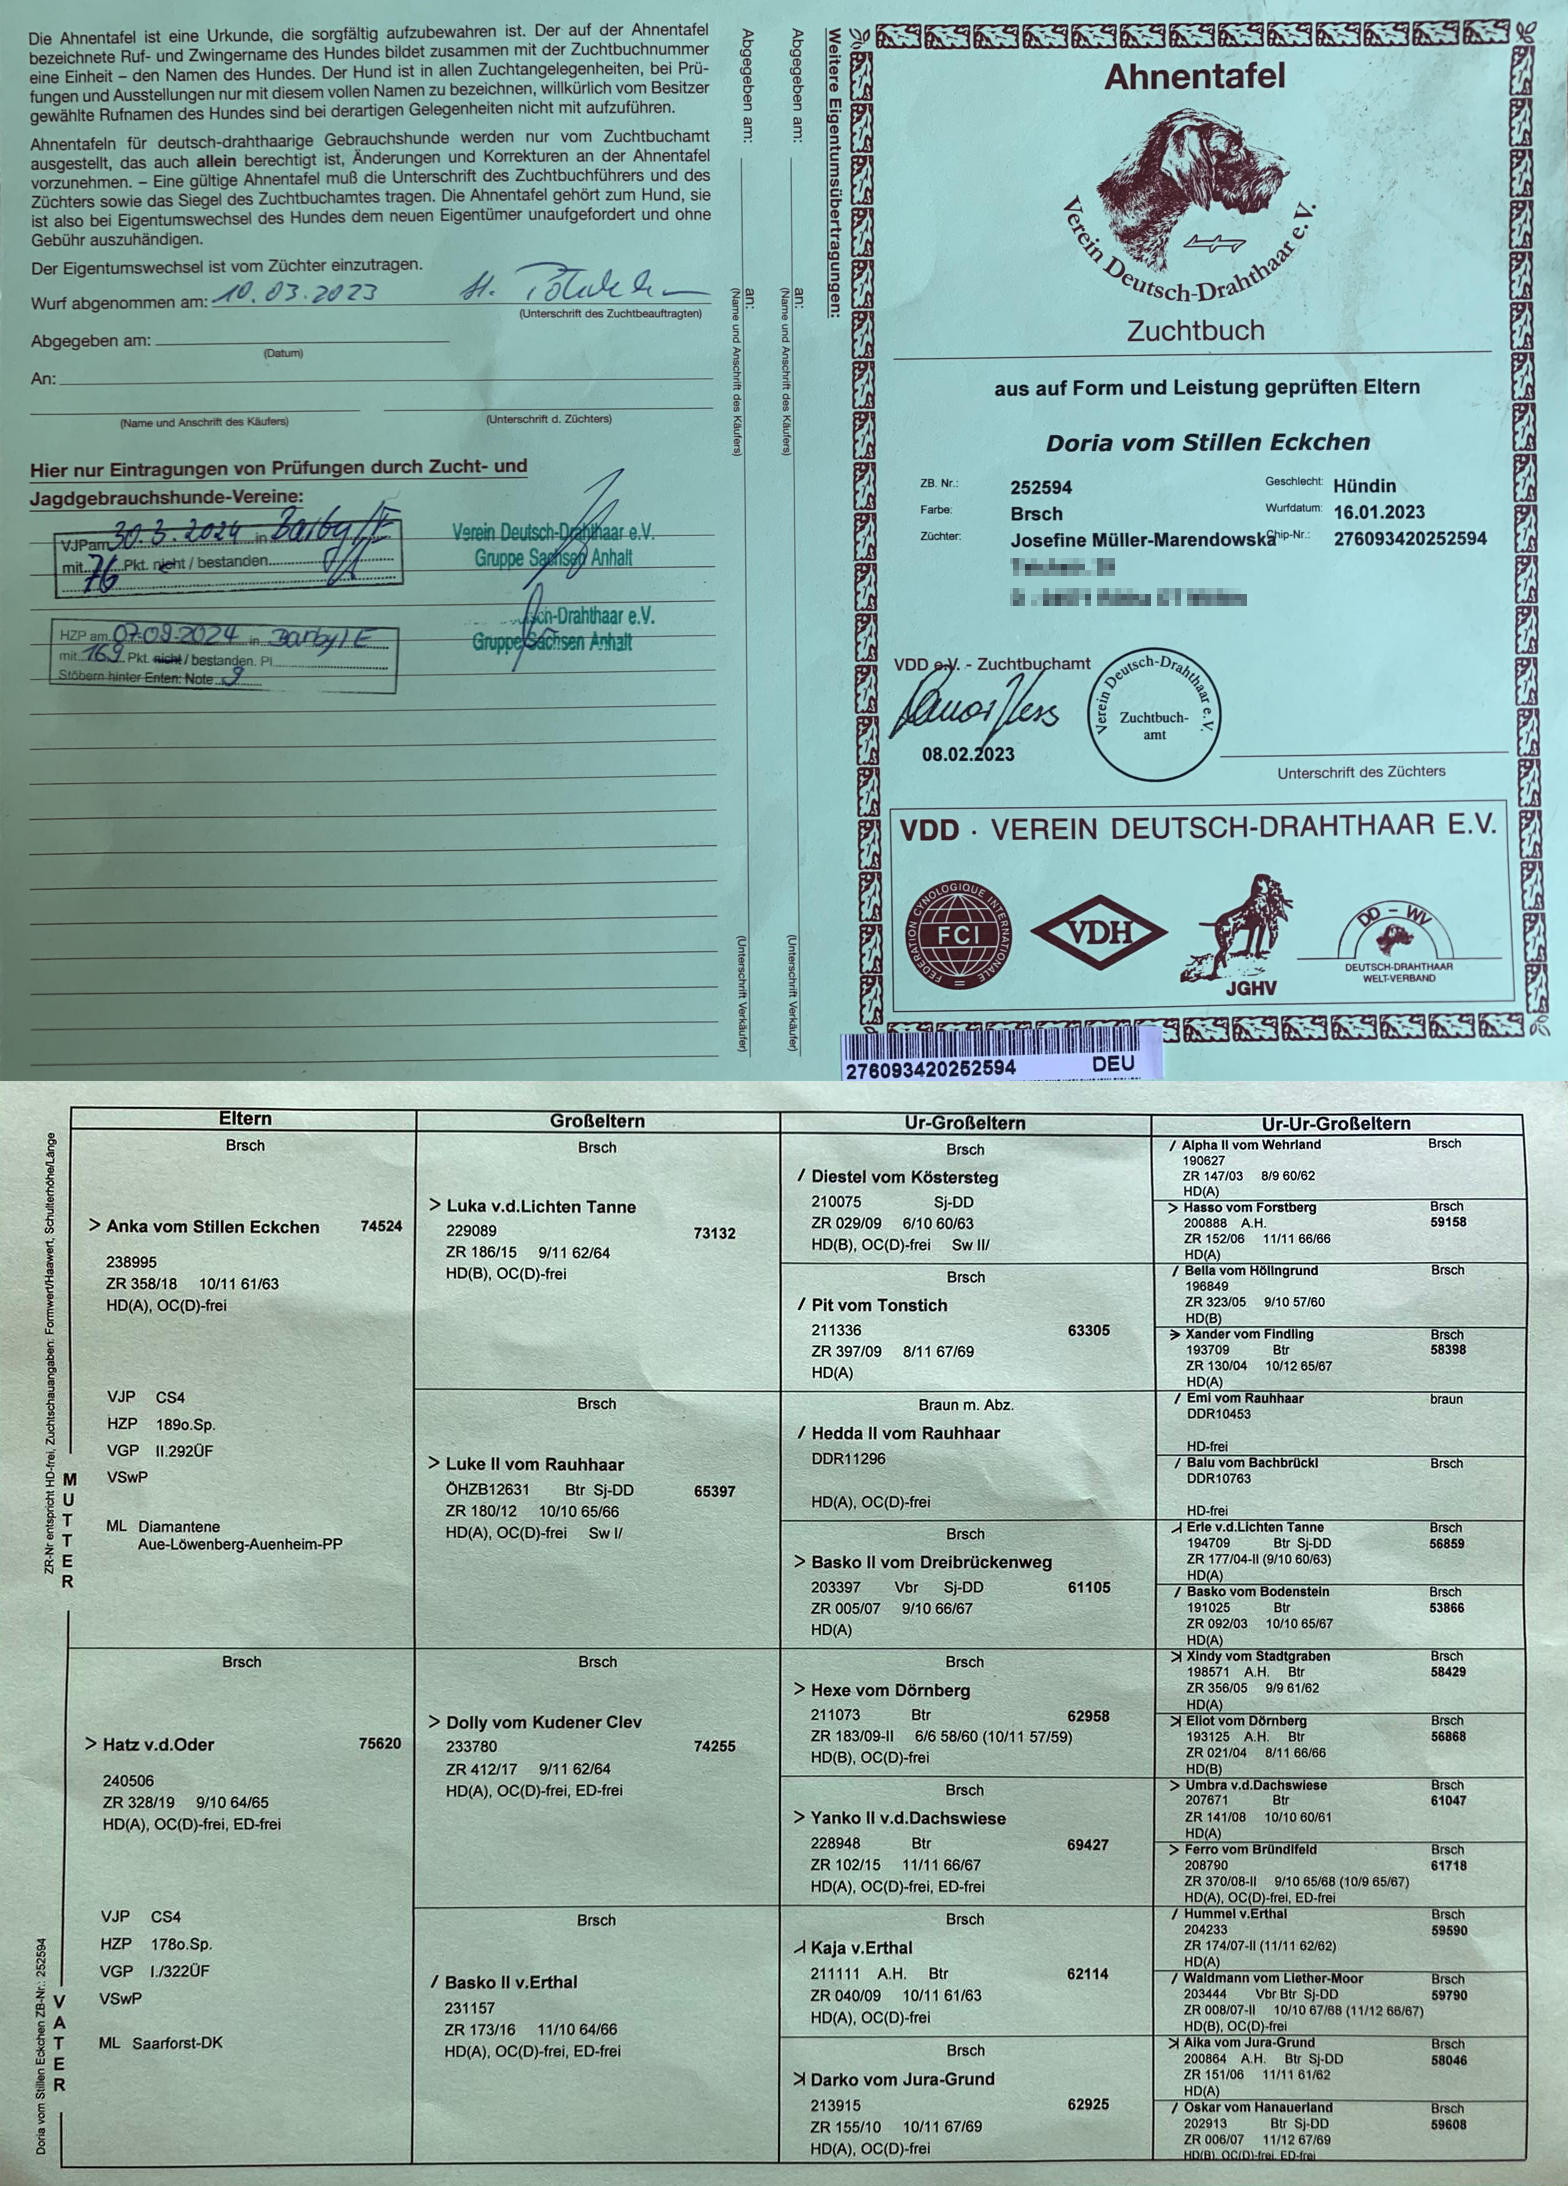 Die Ahnentafel ist eine Urkunde, die sorgfältig aufzubewahren ist. Der auf der Ahnentafel
bezeichnete Ruf- und Zwingername des Hundes bildet zusammen mit der Zuchtbuchnummer
eine Einheit – den Namen des Hundes. Der Hund ist in allen Zuchtangelegenheiten, bei Prü-
fungen und Ausstellungen nur mit diesem vollen Namen zu bezeichnen, willkürlich vom Besitzer
gewählte Rufnamen des Hundes sind bei derartigen Gelegenheiten nicht mit aufzuführen.
Ahnentafeln für deutsch-drahthaarige Gebrauchshunde werden nur vom Zuchtbuchamt
ausgestellt, das auch allein berechtigt ist, Änderungen und Korrekturen an der Ahnentafel
vorzunehmen. – Eine gültige Ahnentafel muß die Unterschrift des Zuchtbuchführers und des
Züchters sowie das Siegel des Zuchtbuchamtes tragen. Die Ahnentafel gehört zum Hund, sie
ist also bei Eigentumswechsel des Hundes dem neuen Eigentümer unaufgefordert und ohne
Gebühr auszuhändigen.
Der Eigentumswechsel ist vom Züchter einzutragen.
Wurf abgenommen am: 10.03.2023
(Unterschrift des Zuchtbeauftragten)
Abgegeben am:
(Datum)
An:
(Name und Anschrift des Käufers) (Unterschrift d. Züchters)
Hier nur Eintragungen von Prüfungen durch Zucht- und
Jagdgebrauchshunde-Vereine:
VJP am 30.3.2024 in Barby/E
mit 76 Pkt. nicht / bestanden
Verein Deutsch-Drahthaar e.V.
Gruppe Sachsen Anhalt
HZP am 07.09.2024 in Barby/E
mit 169 Pkt. nicht / bestanden. Pl.
Stöbern hinter Enten: Note 9
sch-Drahthaar e.V.
Gruppe Sachsen Anhalt
Abgegeben am: an:
(Name und Anschrift des Käufers) (Unterschrift Verkäufer)
Abgegeben am: an:
(Name und Anschrift des Käufers) (Unterschrift Verkäufer)
Weitere Eigentumsübertragungen:
Ahnentafel
Verein Deutsch-Drahthaar e.V.
Zuchtbuch
aus auf Form und Leistung geprüften Eltern
Doria vom Stillen Eckchen
ZB. Nr.: 252594 Geschlecht: Hündin
Farbe: Brsch Wurfdatum: 16.01.2023
Züchter: Josefine Müller-Marendowska Chip-Nr.: 276093420252594
VDD e.V. - Zuchtbuchamt
Verein Deutsch-Drahthaar e.V.
Zuchtbuch-
amt
08.02.2023
Unterschrift des Züchters
VDD · VEREIN DEUTSCH-DRAHTHAAR E.V.
FEDERATION CYNOLOGIQUE INTERNATIONALE
FCI
VDH
JGHV
DD - WV
DEUTSCH-DRAHTHAAR
WELT-VERBAND
276093420252594 DEU
Eltern Großeltern Ur-Großeltern Ur-Ur-Großeltern
ZR-Nr entspricht HD-frei, Zuchtschauangaben: Formwert/Haarwert, Schulterhöhe/Länge
MUTTER
Brsch
> Anka vom Stillen Eckchen 74524
238995
ZR 358/18 10/11 61/63
HD(A), OC(D)-frei
VJP CS4
HZP 189o.Sp.
VGP II.292ÜF
VSwP
ML Diamantene
Aue-Löwenberg-Auenheim-PP
Doria vom Stillen Eckchen ZB-Nr.: 252594
VATER
Brsch
> Hatz v.d.Oder 75620
240506
ZR 328/19 9/10 64/65
HD(A), OC(D)-frei, ED-frei
VJP CS4
HZP 178o.Sp.
VGP I./322ÜF
VSwP
ML Saarforst-DK
Brsch
> Luka v.d.Lichten Tanne
229089 73132
ZR 186/15 9/11 62/64
HD(B), OC(D)-frei
Brsch
> Luke II vom Rauhhaar
ÖHZB12631 Btr Sj-DD 65397
ZR 180/12 10/10 65/66
HD(A), OC(D)-frei Sw I/
Brsch
> Dolly vom Kudener Clev
233780 74255
ZR 412/17 9/11 62/64
HD(A), OC(D)-frei, ED-frei
Brsch
/ Basko II v.Erthal
231157
ZR 173/16 11/10 64/66
HD(A), OC(D)-frei, ED-frei
Brsch
/ Diestel vom Köstersteg
210075 Sj-DD
ZR 029/09 6/10 60/63
HD(B), OC(D)-frei Sw II/
Brsch
/ Pit vom Tonstich
211336 63305
ZR 397/09 8/11 67/69
HD(A)
Braun m. Abz.
/ Hedda II vom Rauhhaar
DDR11296
HD(A), OC(D)-frei
Brsch
> Basko II vom Dreibrückenweg
203397 Vbr Sj-DD 61105
ZR 005/07 9/10 66/67
HD(A)
Brsch
> Hexe vom Dörnberg
211073 Btr 62958
ZR 183/09-II 6/6 58/60 (10/11 57/59)
HD(B), OC(D)-frei
Brsch
> Yanko II v.d.Dachswiese
228948 Btr 69427
ZR 102/15 11/11 66/67
HD(A), OC(D)-frei, ED-frei
Brsch
Kaja v.Erthal
211111 A.H. Btr 62114
ZR 040/09 10/11 61/63
HD(A), OC(D)-frei
Brsch
Darko vom Jura-Grund
213915 62925
ZR 155/10 10/11 67/69
HD(A), OC(D)-frei
/ Alpha II vom Wehrland Brsch
190627
ZR 147/03 8/9 60/62
HD(A)
> Hasso vom Forstberg Brsch
200888 A.H. 59158
ZR 152/06 11/11 66/66
HD(A)
/ Bella vom Höllngrund Brsch
196849
ZR 323/05 9/10 57/60
HD(B)
Xander vom Findling Brsch
193709 Btr 58398
ZR 130/04 10/12 65/67
HD(A)
/ Emi vom Rauhhaar braun
DDR10453
HD-frei
/ Balu vom Bachbrückl Brsch
DDR10763
HD-frei
Erle v.d.Lichten Tanne Brsch
194709 Btr Sj-DD 56859
ZR 177/04-II (9/10 60/63)
HD(A)
/ Basko vom Bodenstein Brsch
191025 Btr 53866
ZR 092/03 10/10 65/67
HD(A)
Xindy vom Stadtgraben Brsch
198571 A.H. Btr 58429
ZR 356/05 9/9 61/62
HD(A)
Eliot vom Dörnberg Brsch
193125 A.H. Btr 56868
ZR 021/04 8/11 66/66
HD(B)
> Umbra v.d.Dachswiese Brsch
207671 Btr 61047
ZR 141/08 10/10 60/61
HD(A)
> Ferro vom Bründlfeld Brsch
208790 61718
ZR 370/08-II 9/10 65/68 (10/9 65/67)
HD(A), OC(D)-frei, ED-frei
/ Hummel v.Erthal Brsch
204233 59590
ZR 174/07-II (11/11 62/62)
HD(A)
/ Waldmann vom Liether-Moor Brsch
203444 Vbr Btr Sj-DD 59790
ZR 008/07-II 10/10 67/68 (11/12 66/67)
HD(B), OC(D)-frei
Aika vom Jura-Grund Brsch
200864 A.H. Btr Sj-DD 58046
ZR 151/06 11/11 61/62
HD(A)
/ Oskar vom Hanauerland Brsch
202913 Btr Sj-DD 59608
ZR 006/07 11/12 67/69
HD(B), OC(D)-frei, ED-frei